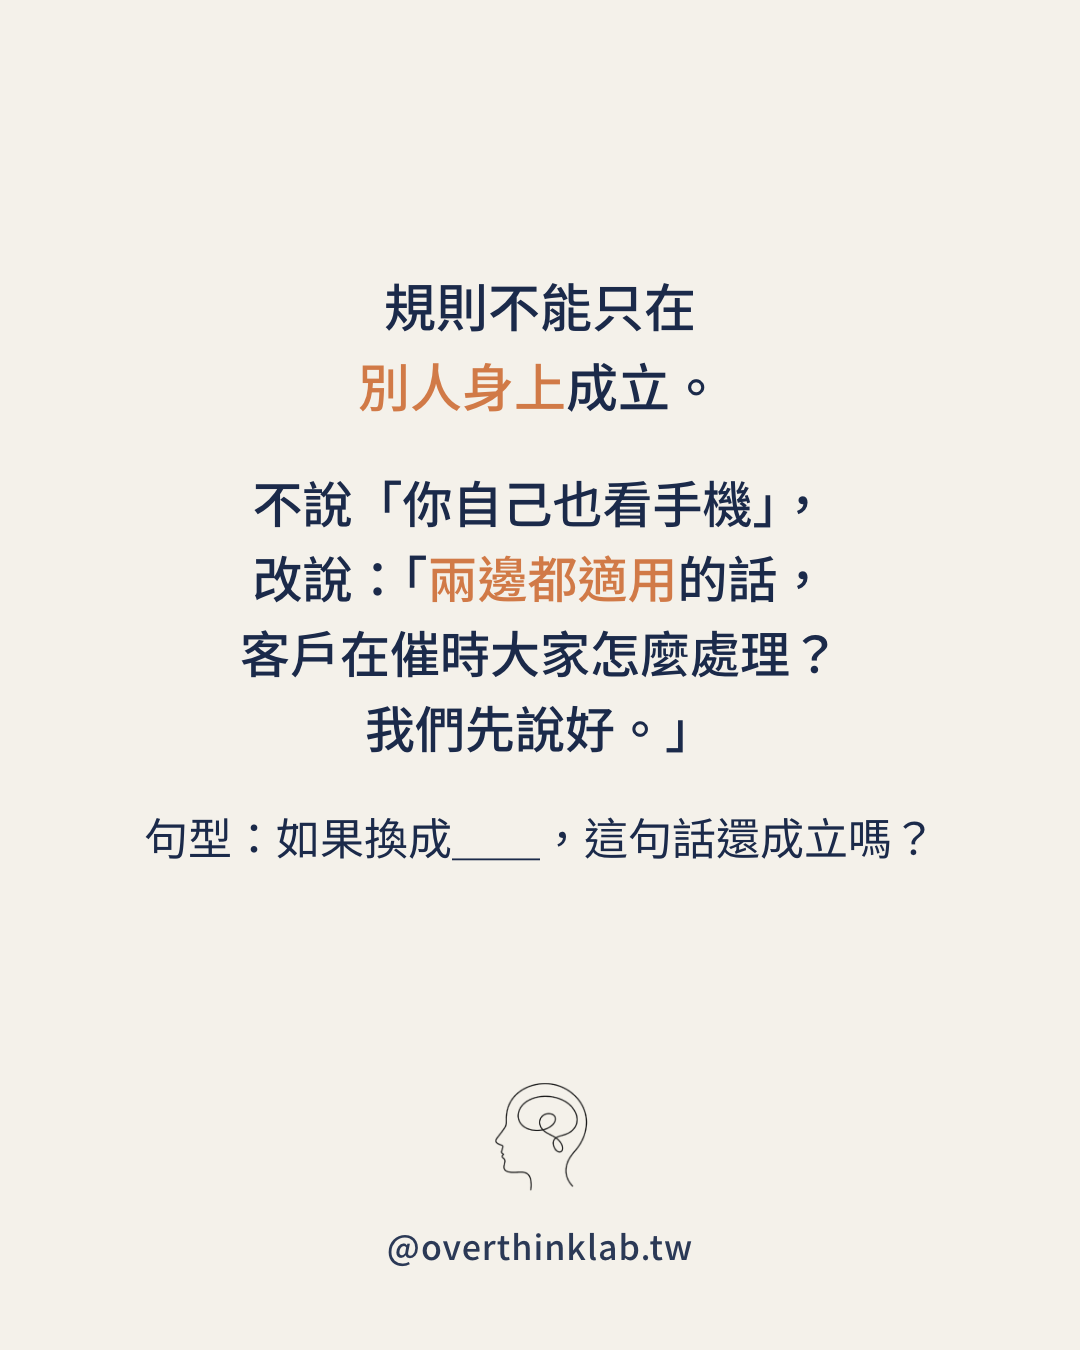 規則不能只在
別人身上成立。
不說「你自己也看手機」，
改說：「兩邊都適用的話，
客戶在催時大家怎麼處理？
我們先說好。」
句型：如果換成____，這句話還成立嗎？
@overthinklab.tw